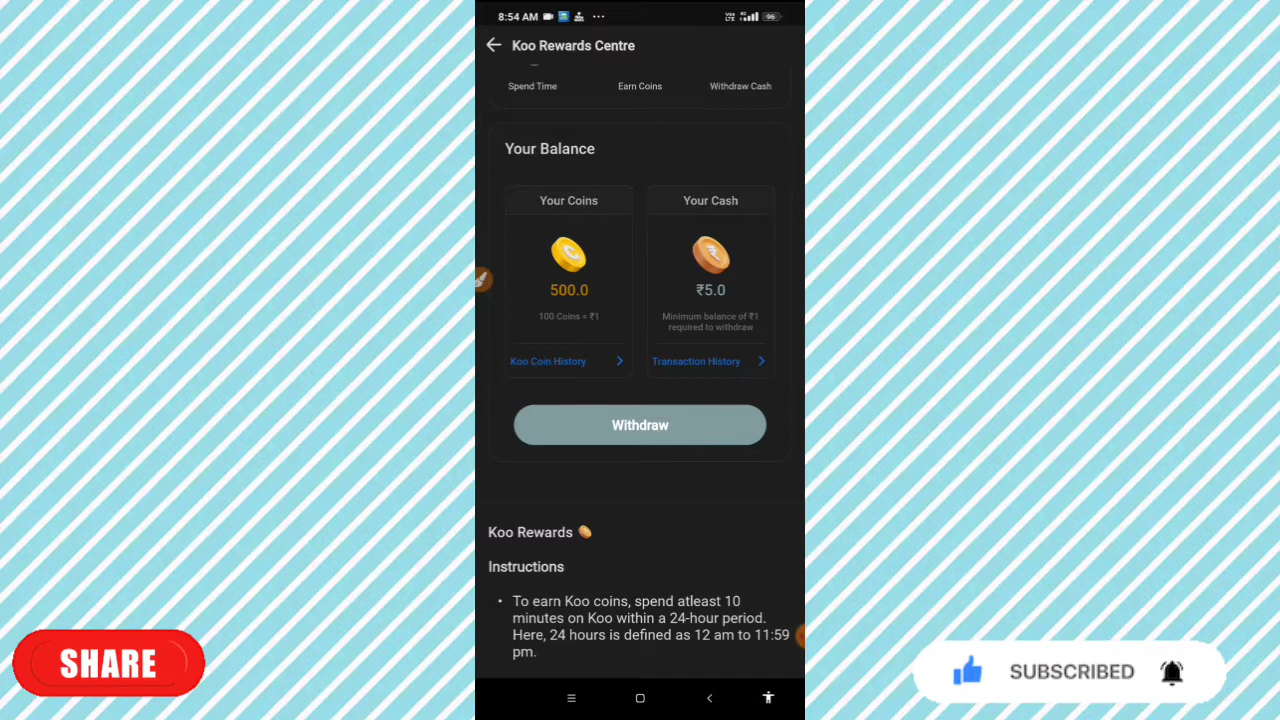 8:54 AM
96
Koo Rewards Centre
Spend Time
Earn Coins
Withdraw Cash
Your Balance
Your Coins
Your Cash
500.0
₹5.0
100 Coins = ₹1
Minimum balance of ₹1
required to withdraw
Koo Coin History
Transaction History
Withdraw
Koo Rewards
Instructions
• To earn Koo coins, spend atleast 10
minutes on Koo within a 24-hour period.
Here, 24 hours is defined as 12 am to 11:59
pm.
SHARE
SUBSCRIBED